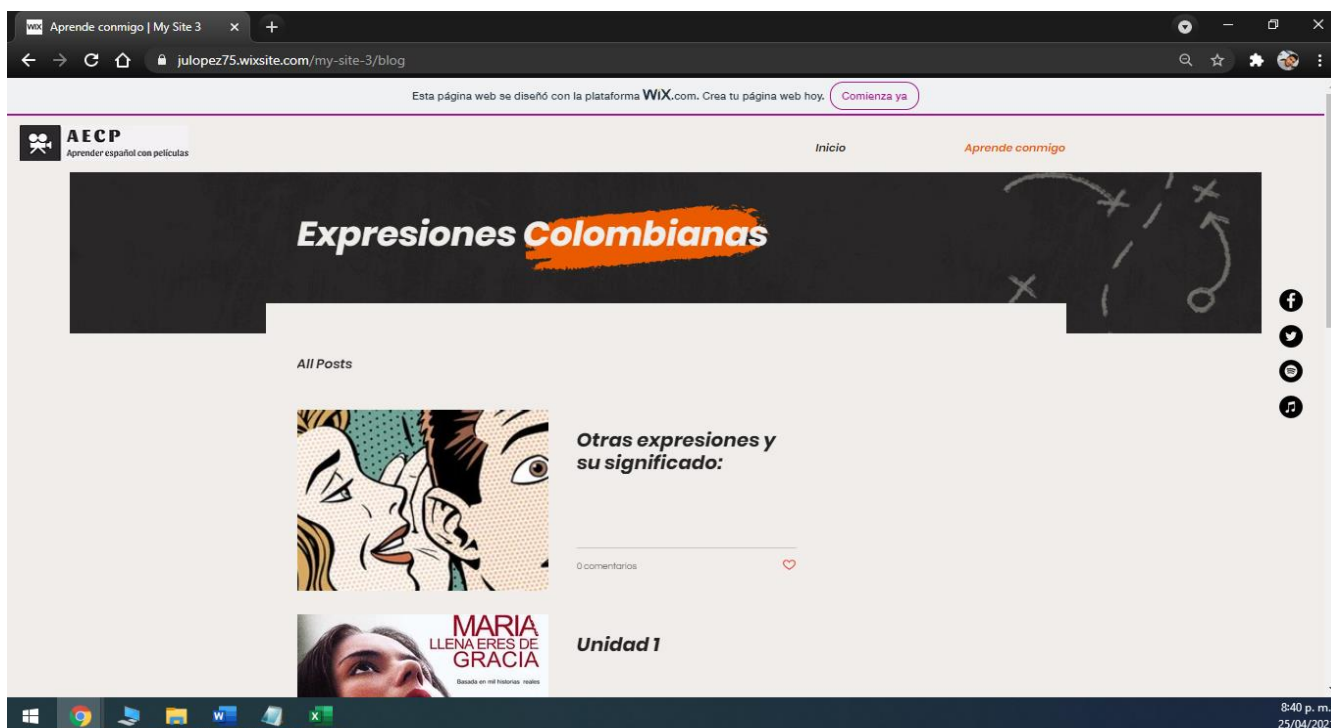 WiX Aprende conmigo | My Site 3
julopez75.wixsite.com/my-site-3/blog
Esta página web se diseñó con la plataforma WiX.com. Crea tu página web hoy. Comienza ya
AECP
Aprender español con películas
Inicio
Aprende conmigo
Expresiones Colombianas
All Posts
Otras expresiones y
su significado:
0 comentarios
MARIA
LLENA ERES DE
GRACIA
Basada en mil historias reales
Unidad 1
8:40 p. m.